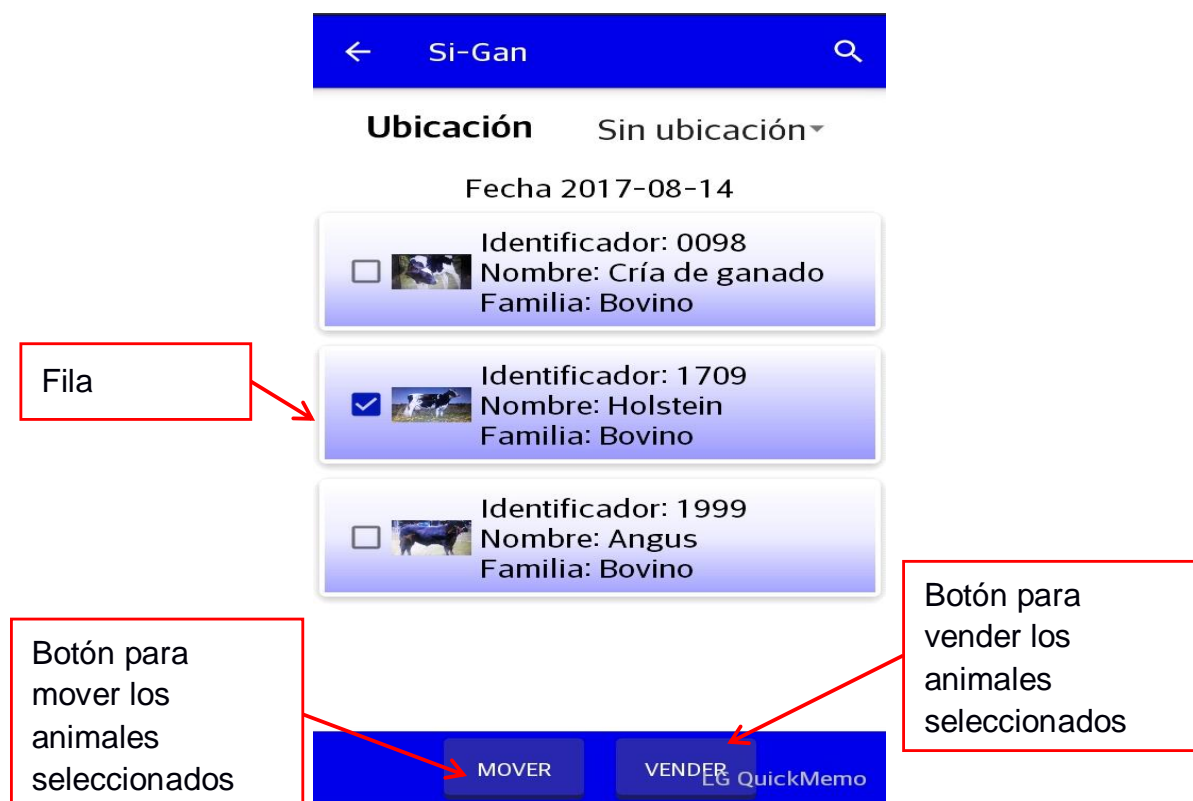 Si-Gan
Ubicación Sin ubicación
Fecha 2017-08-14
Identificador: 0098
Nombre: Cría de ganado
Familia: Bovino
Fila
Identificador: 1709
Nombre: Holstein
Familia: Bovino
Identificador: 1999
Nombre: Angus
Familia: Bovino
Botón para
vender los
animales
seleccionados
Botón para
mover los
animales
seleccionados
MOVER VENDER
LG QuickMemo